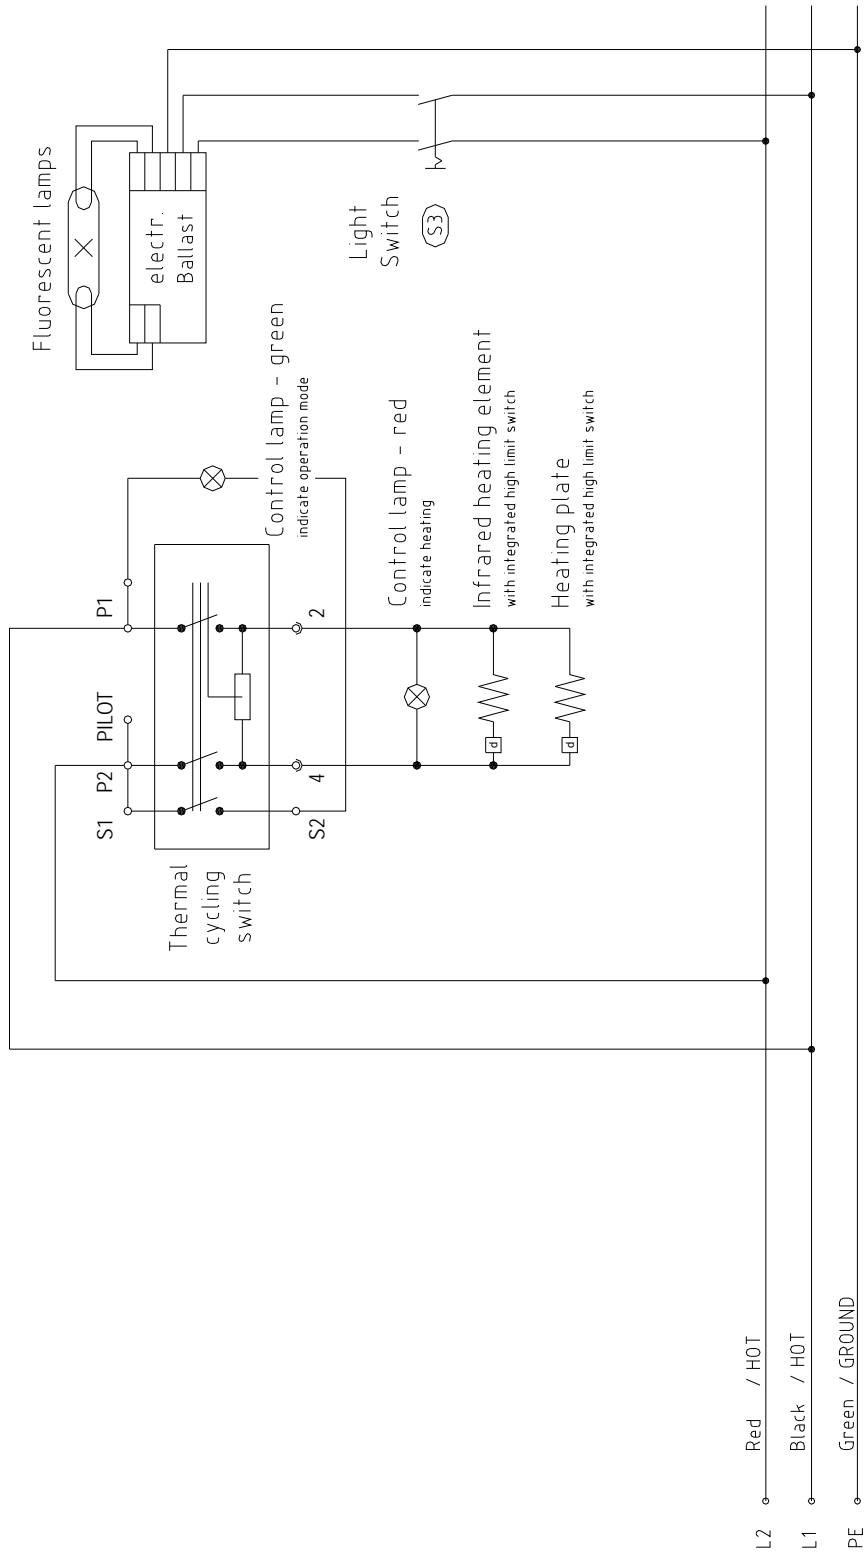 L2
Red / HOT
L1
Black / HOT
PE
Green / GROUND
Thermal
cycling
switch
S1
P2
PILOT
P1
S2
4
2
Control lamp - green
indicate operation mode
Control lamp - red
indicate heating
Infrared heating element
with integrated high limit switch
d
Heating plate
with integrated high limit switch
d
Fluorescent lamps
electr.
Ballast
Light
Switch
S3